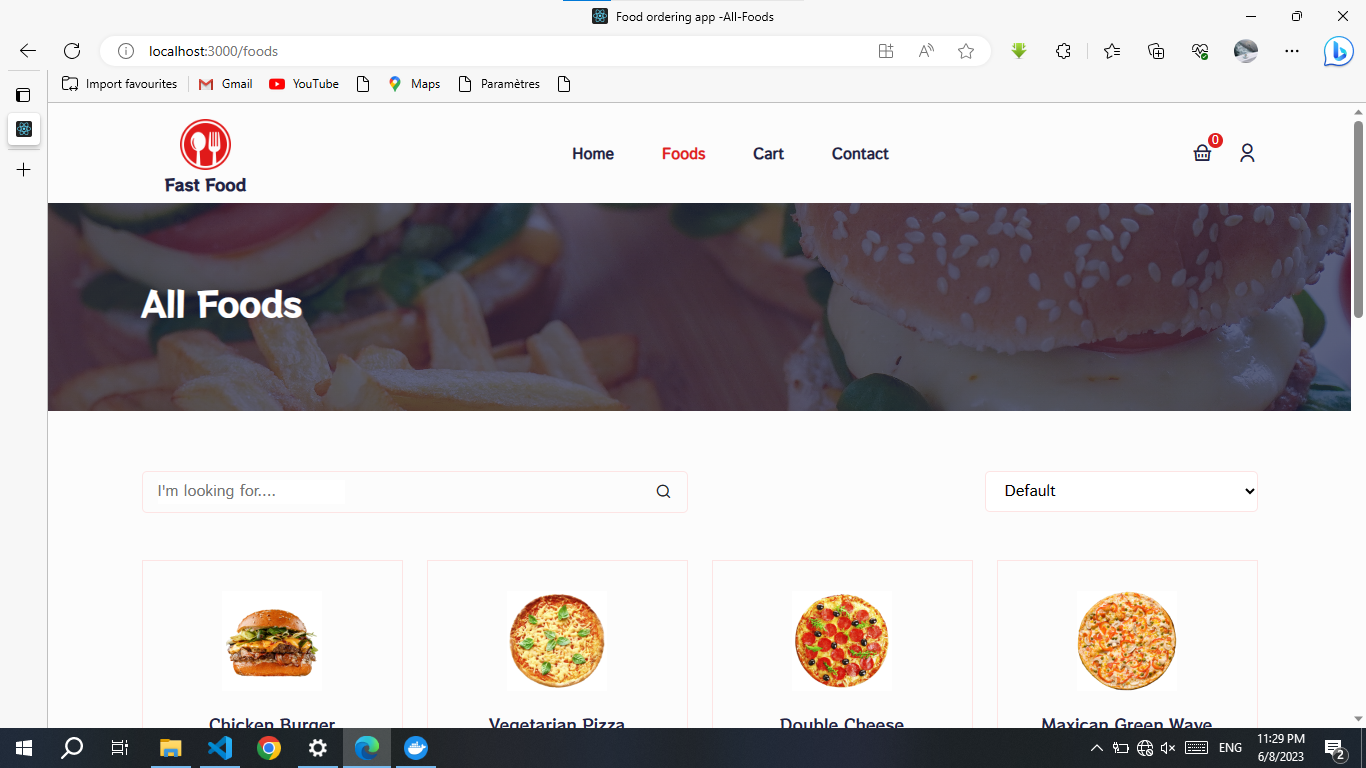 Food ordering app -All-Foods
localhost:3000/foods
Import favourites
Gmail
YouTube
Maps
Paramètres
Fast Food
Home
Foods
Cart
Contact
0
All Foods
I'm looking for....
Default
Chicken Burger
Vegetarian Pizza
Double Cheese
Maxican Green Wave
ENG
11:29 PM
6/8/2023
2